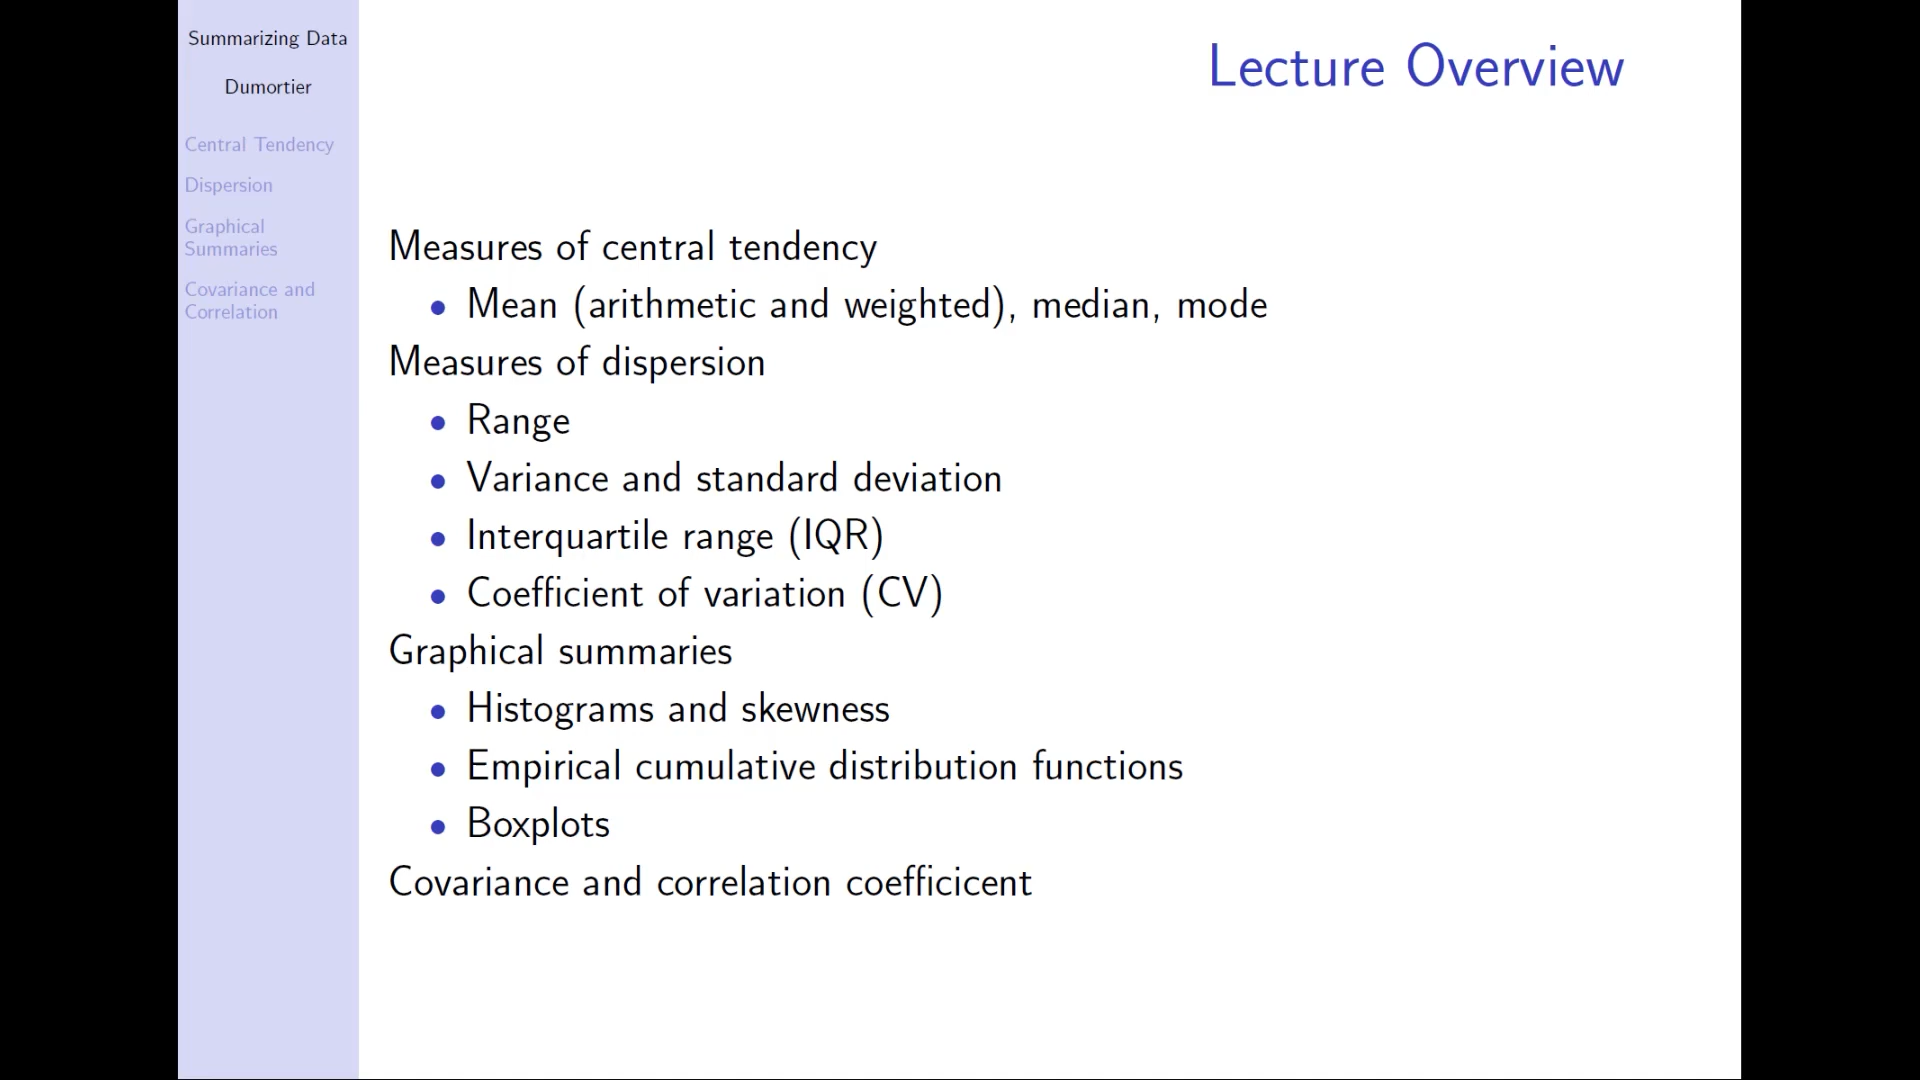 Summarizing Data
Dumortier
Central Tendency
Dispersion
Graphical
Summaries
Covariance and
Correlation
Lecture Overview
Measures of central tendency
• Mean (arithmetic and weighted), median, mode
Measures of dispersion
• Range
• Variance and standard deviation
• Interquartile range (IQR)
• Coefficient of variation (CV)
Graphical summaries
• Histograms and skewness
• Empirical cumulative distribution functions
• Boxplots
Covariance and correlation coefficicent